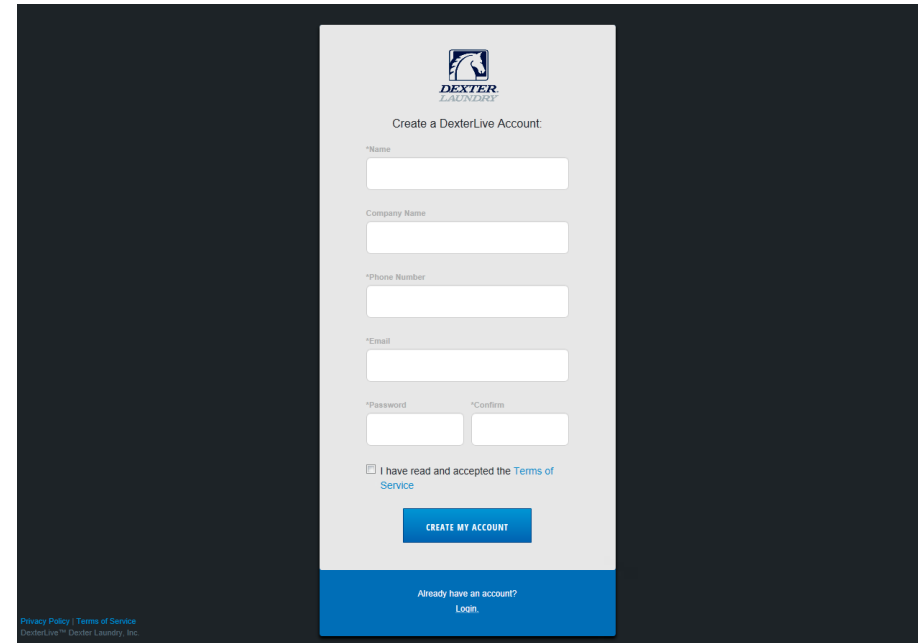 DEXTER
LAUNDRY
Create a DexterLive Account:
*Name
Company Name
*Phone Number
*Email
*Password *Confirm
I have read and accepted the Terms of
Service
CREATE MY ACCOUNT
Already have an account?
Login.
Privacy Policy | Terms of Service
DexterLive™ Dexter Laundry, Inc.